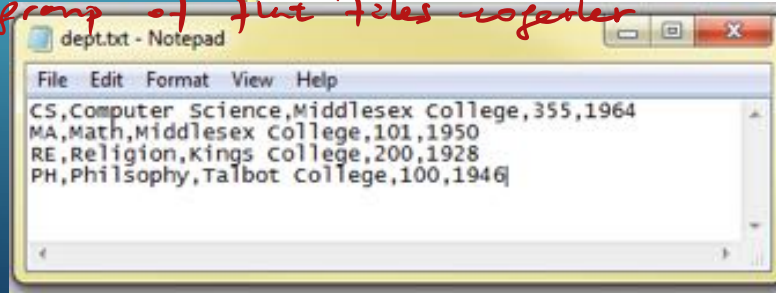 group of flat files together
dept.txt - Notepad
File Edit Format View Help
CS,Computer Science,Middlesex College,355,1964
MA,Math,Middlesex College,101,1950
RE,Religion,Kings College,200,1928
PH,Philsophy,Talbot College,100,1946